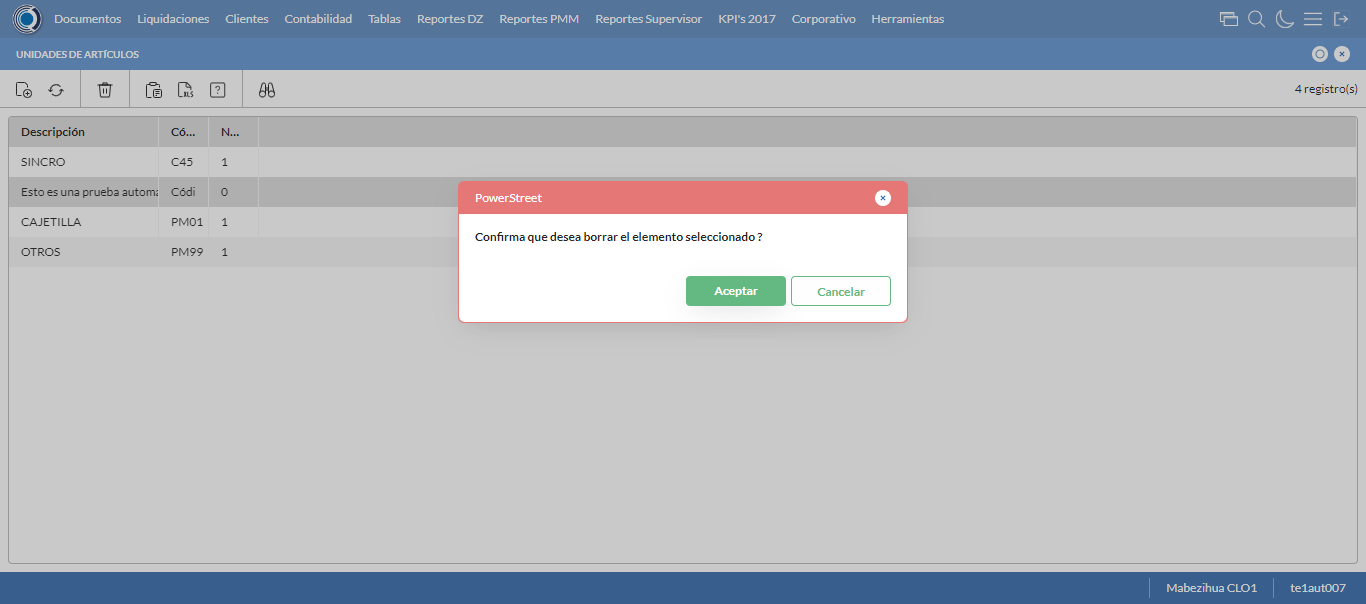 Documentos Liquidaciones Clientes Contabilidad Tablas Reportes DZ Reportes PMM Reportes Supervisor KPI's 2017 Corporativo Herramientas
UNIDADES DE ARTÍCULOS
XLS ? 4 registro(s)
Descripción Có... N...
SINCRO C45 1
Esto es una prueba automa Códi 0
CAJETILLA PM01 1
OTROS PM99 1
PowerStreet
Confirma que desea borrar el elemento seleccionado ?
Aceptar Cancelar
Mabezihua CLO1 te1aut007